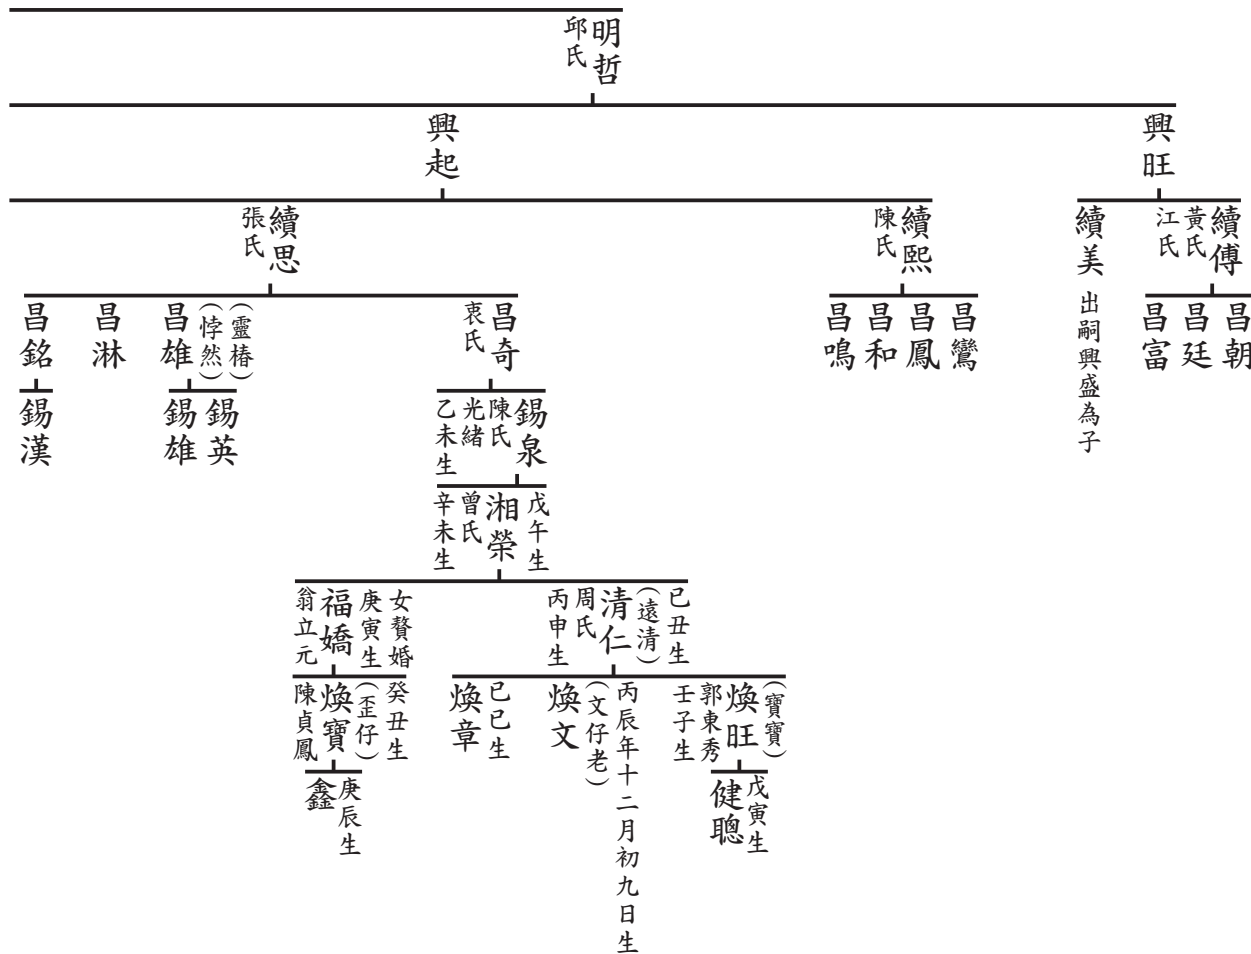 明哲
邱氏
興旺
興起
續傅
黃氏
江氏
續美
出嗣興盛為子
續熙
陳氏
續思
張氏
昌朝
昌廷
昌富
昌鸞
昌鳳
昌和
昌鳴
昌奇
衷氏
(靈椿)
(悖然)
昌雄
昌淋
昌銘
錫泉
陳氏
光緒
乙未生
錫英
錫雄
錫漢
戊午生
湘榮
曾氏
辛未生
已丑生
(遠清)
清仁
周氏
丙申生
女贅婚
庚寅生
福嬌
翁立元
(寶寶)
煥旺
郭東秀
壬子生
丙辰年十二月初九日生
(文仔老)
煥文
已已生
煥章
癸丑生
(歪仔)
煥寶
陳貞鳳
戊寅生
健聰
庚辰生
鑫